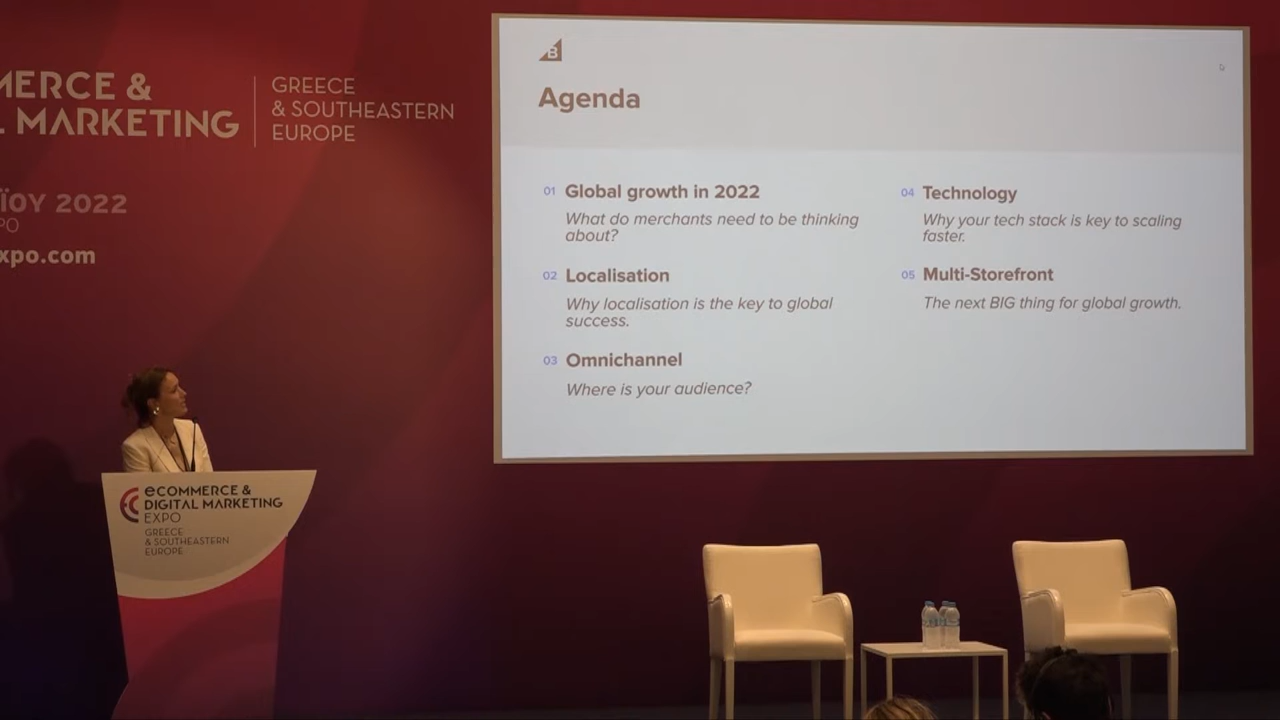 MERCE &
L MARKETING
GREECE
& SOUTHEASTERN
EUROPE
ΪΟΥ 2022
PO
xpo.com
B
Agenda
01 Global growth in 2022
What do merchants need to be thinking
about?
02 Localisation
Why localisation is the key to global
success.
03 Omnichannel
Where is your audience?
04 Technology
Why your tech stack is key to scaling
faster.
05 Multi-Storefront
The next BIG thing for global growth.
eCOMMERCE &
DIGITAL MARKETING
EXPO
GREECE
& SOUTHEASTERN
EUROPE